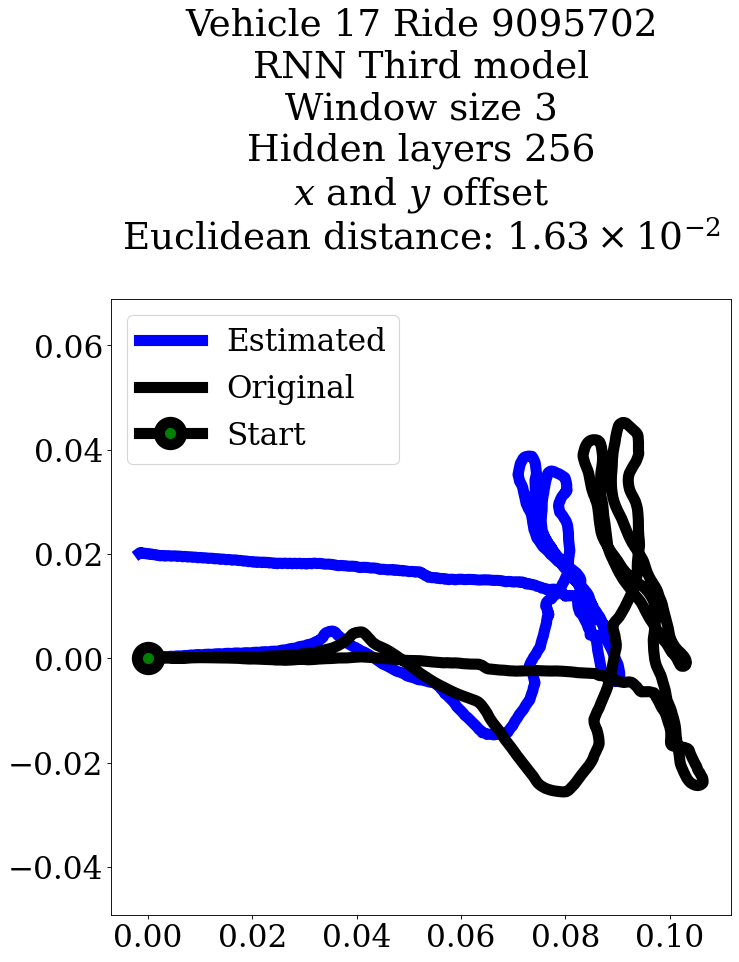 Vehicle 17 Ride 9095702
RNN Third model
Window size 3
Hidden layers 256
x and y offset
Euclidean distance: 1.63 × 10⁻²
Estimated
Original
Start
0.06
0.04
0.02
0.00
−0.02
−0.04
0.00 0.02 0.04 0.06 0.08 0.10